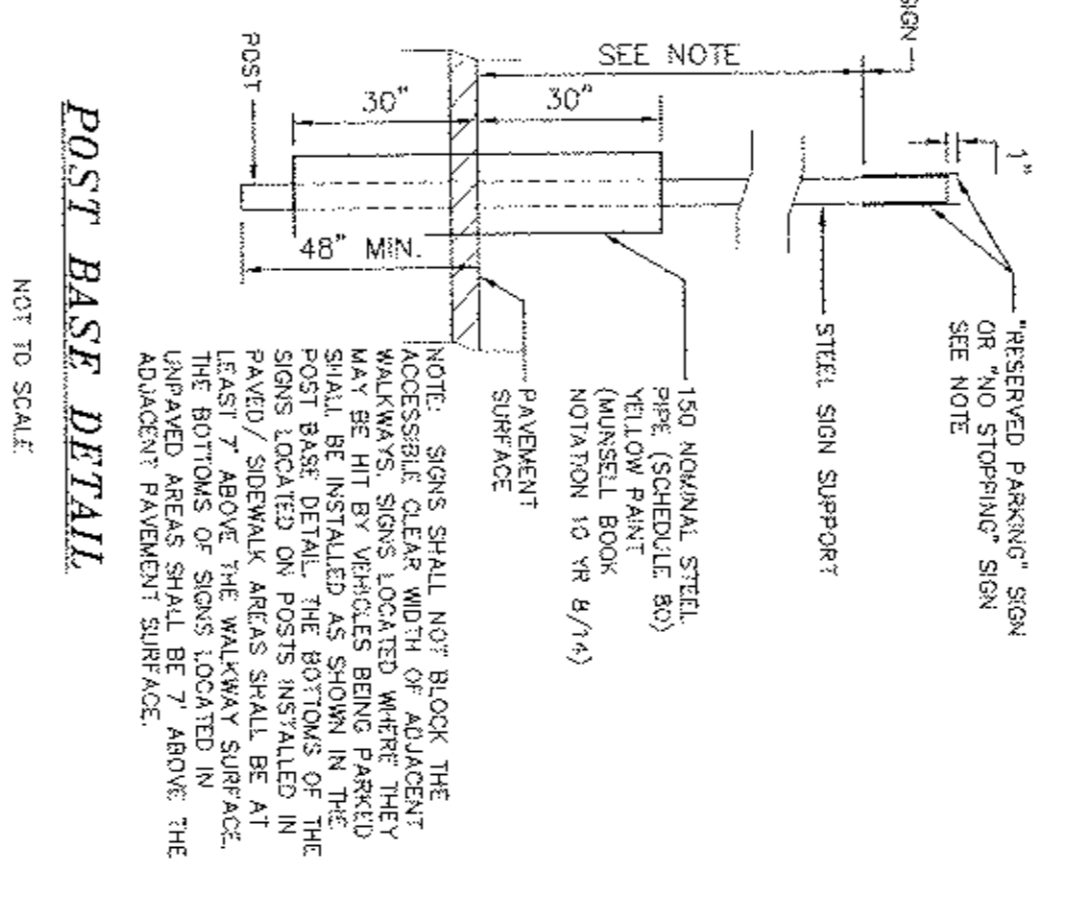 SIGN
SEE NOTE
1"
30"
30"
POST
48" MIN.
"RESERVED PARKING" SIGN
OR "NO STOPPING" SIGN
SEE NOTE
STEEL SIGN SUPPORT
150 NOMINAL STEEL
PIPE (SCHEDULE 80)
YELLOW PAINT
(MUNSELL BOOK
NOTATION 10 YR 8/14)
PAVEMENT
SURFACE
NOTE: SIGNS SHALL NOT BLOCK THE
ACCESSIBLE CLEAR WIDTH OF ADJACENT
WALKWAYS. SIGNS LOCATED WHERE THEY
MAY BE HIT BY VEHICLES BEING PARKED
SHALL BE INSTALLED AS SHOWN IN THE
POST BASE DETAIL. THE BOTTOMS OF THE
SIGNS LOCATED ON POSTS INSTALLED IN
PAVED/ SIDEWALK AREAS SHALL BE AT
LEAST 7' ABOVE THE WALKWAY SURFACE.
THE BOTTOMS OF SIGNS LOCATED IN
UNPAVED AREAS SHALL BE 7' ABOVE THE
ADJACENT PAVEMENT SURFACE.
POST BASE DETAIL
NOT TO SCALE